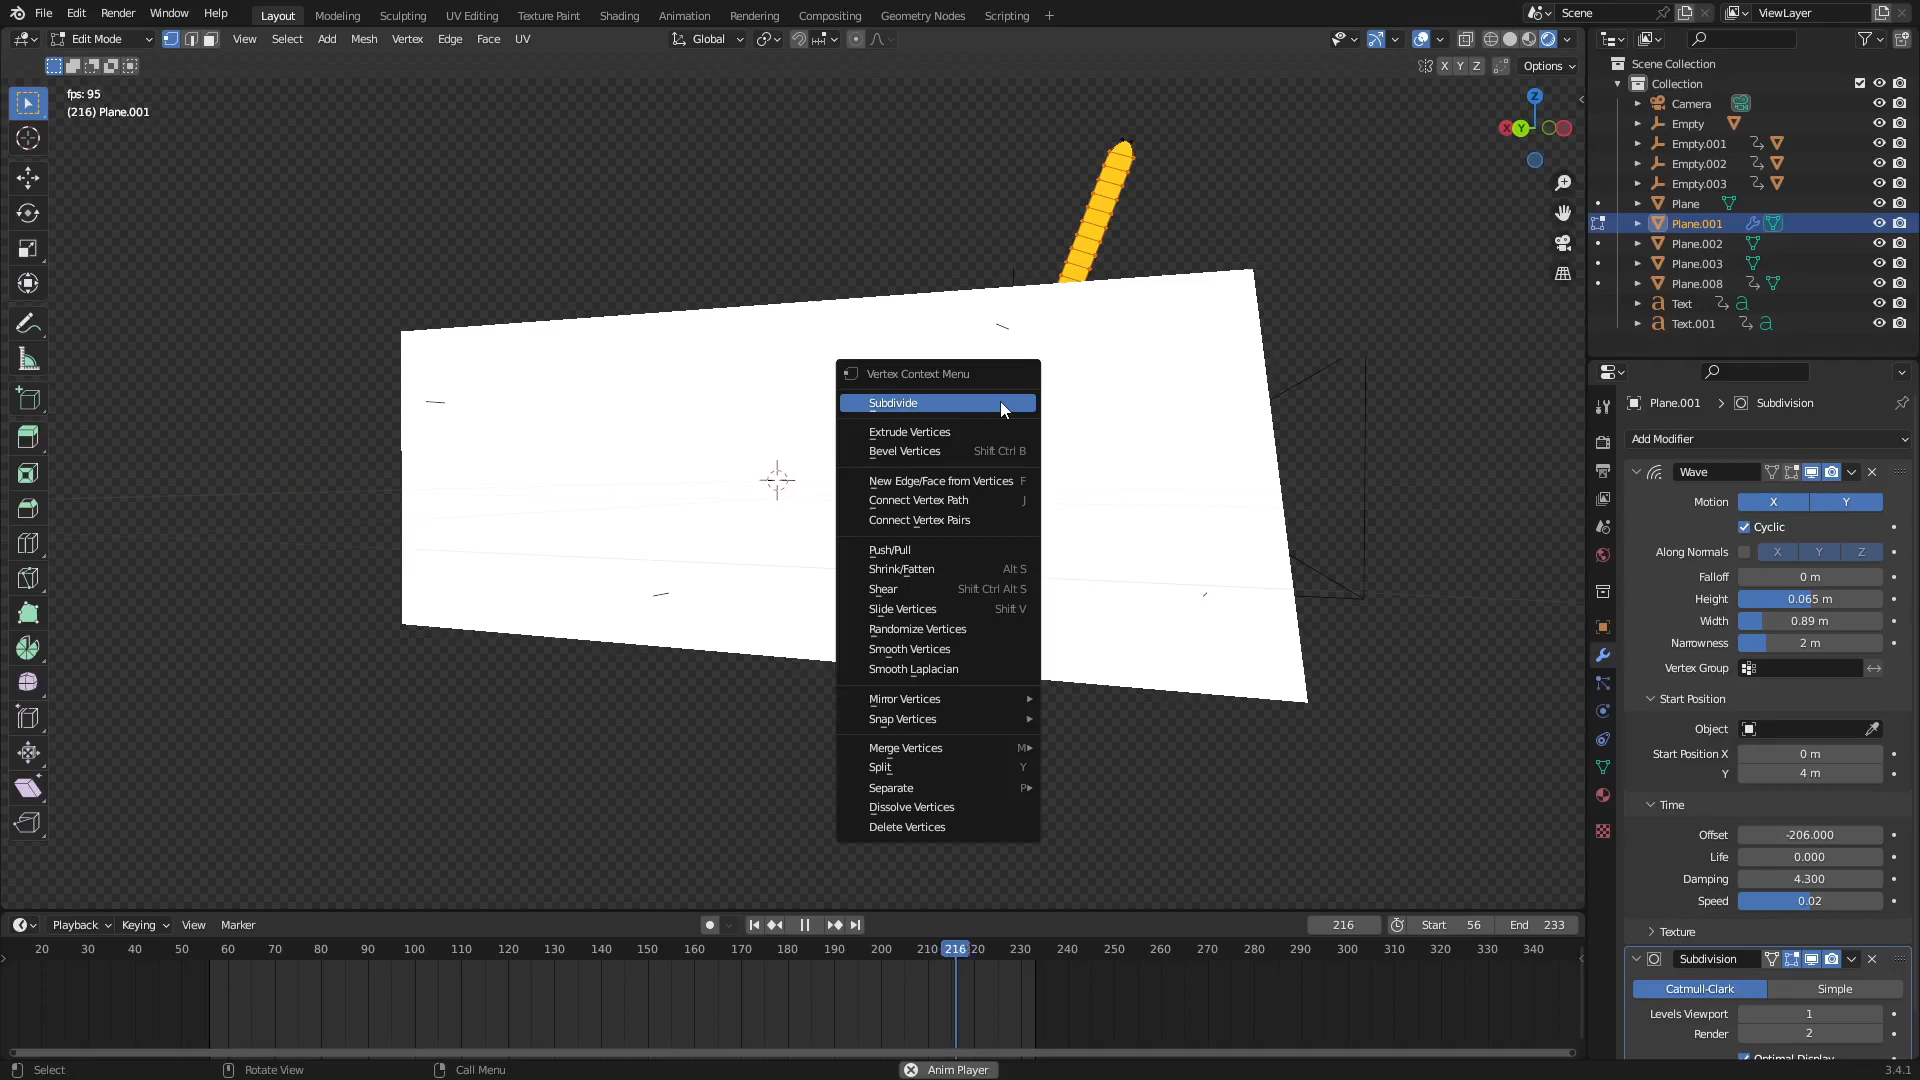 File Edit Render Window Help Layout Modeling Sculpting UV Editing Texture Paint Shading Animation Rendering Compositing Geometry Nodes Scripting + Scene ViewLayer
Edit Mode View Select Add Mesh Vertex Edge Face UV Global
X Y Z Options
fps: 95
(216) Plane.001
Z
X Y
Scene Collection
Collection
Camera
Empty
Empty.001
Empty.002
Empty.003
Plane
Plane.001
Plane.002
Plane.003
Plane.008
Text
Text.001
Vertex Context Menu
Subdivide
Extrude Vertices
Bevel Vertices Shift Ctrl B
New Edge/Face from Vertices F
Connect Vertex Path J
Connect Vertex Pairs
Push/Pull
Shrink/Fatten Alt S
Shear Shift Ctrl Alt S
Slide Vertices Shift V
Randomize Vertices
Smooth Vertices
Smooth Laplacian
Mirror Vertices
Snap Vertices
Merge Vertices M
Split Y
Separate P
Dissolve Vertices
Delete Vertices
Plane.001 Subdivision
Add Modifier
Wave
Motion X Y
Cyclic
Along Normals X Y Z
Falloff 0 m
Height 0.065 m
Width 0.89 m
Narrowness 2 m
Vertex Group
Start Position
Object
Start Position X 0 m
Y 4 m
Time
Offset -206.000
Life 0.000
Damping 4.300
Speed 0.02
Texture
Subdivision
Catmull-Clark Simple
Levels Viewport 1
Render 2
Optimal Display
Playback Keying View Marker 216 Start 56 End 233
20 30 40 50 60 70 80 90 100 110 120 130 140 150 160 170 180 190 200 210 216 220 230 240 250 260 270 280 290 300 310 320 330 340
Select Rotate View Call Menu Anim Player 3.4.1